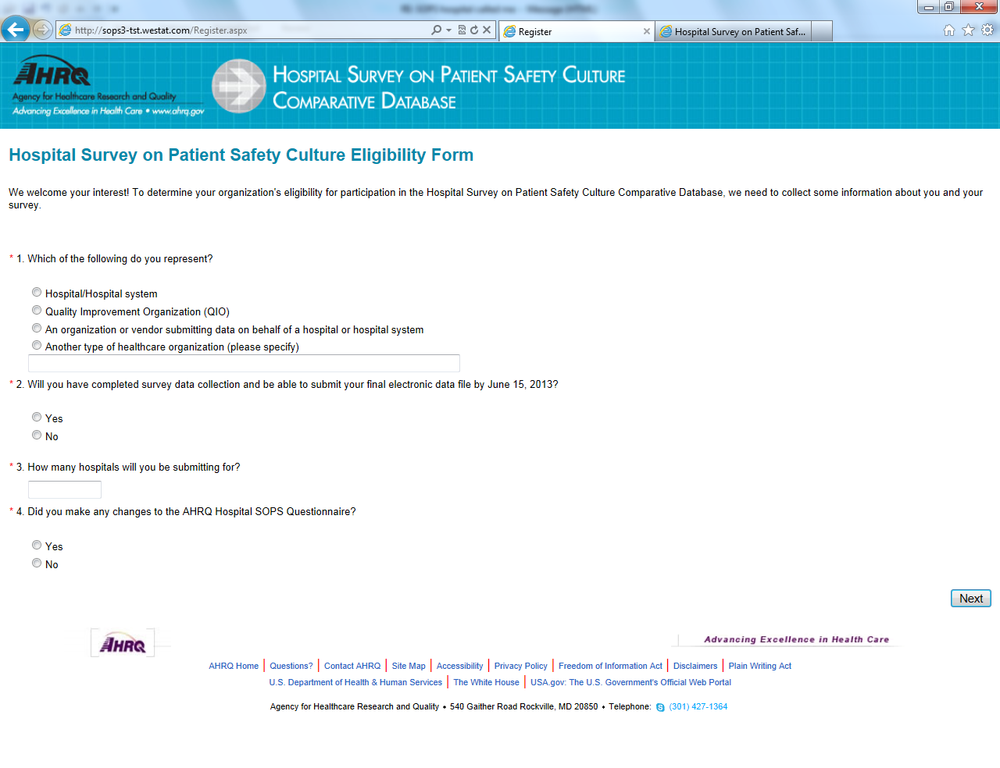 RE: SOPS hospital called me - Message (HTML)
http://sops3-tst.westat.com/Register.aspx
Register
Hospital Survey on Patient Saf...
AHRQ
Agency for Healthcare Research and Quality
Advancing Excellence in Health Care • www.ahrq.gov
HOSPITAL SURVEY ON PATIENT SAFETY CULTURE
COMPARATIVE DATABASE
Hospital Survey on Patient Safety Culture Eligibility Form
We welcome your interest! To determine your organization's eligibility for participation in the Hospital Survey on Patient Safety Culture Comparative Database, we need to collect some information about you and your
survey.
* 1. Which of the following do you represent?
Hospital/Hospital system
Quality Improvement Organization (QIO)
An organization or vendor submitting data on behalf of a hospital or hospital system
Another type of healthcare organization (please specify)
* 2. Will you have completed survey data collection and be able to submit your final electronic data file by June 15, 2013?
Yes
No
* 3. How many hospitals will you be submitting for?
* 4. Did you make any changes to the AHRQ Hospital SOPS Questionnaire?
Yes
No
Next
AHRQ
Advancing Excellence in Health Care
AHRQ Home | Questions? | Contact AHRQ | Site Map | Accessibility | Privacy Policy | Freedom of Information Act | Disclaimers | Plain Writing Act
U.S. Department of Health & Human Services | The White House | USA.gov: The U.S. Government's Official Web Portal
Agency for Healthcare Research and Quality • 540 Gaither Road Rockville, MD 20850 • Telephone: (301) 427-1364